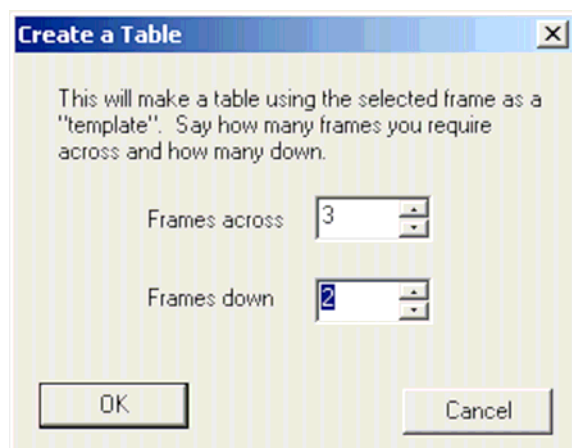 Create a Table
This will make a table using the selected frame as a
"template". Say how many frames you require
across and how many down.
Frames across 3
Frames down 2
OK Cancel